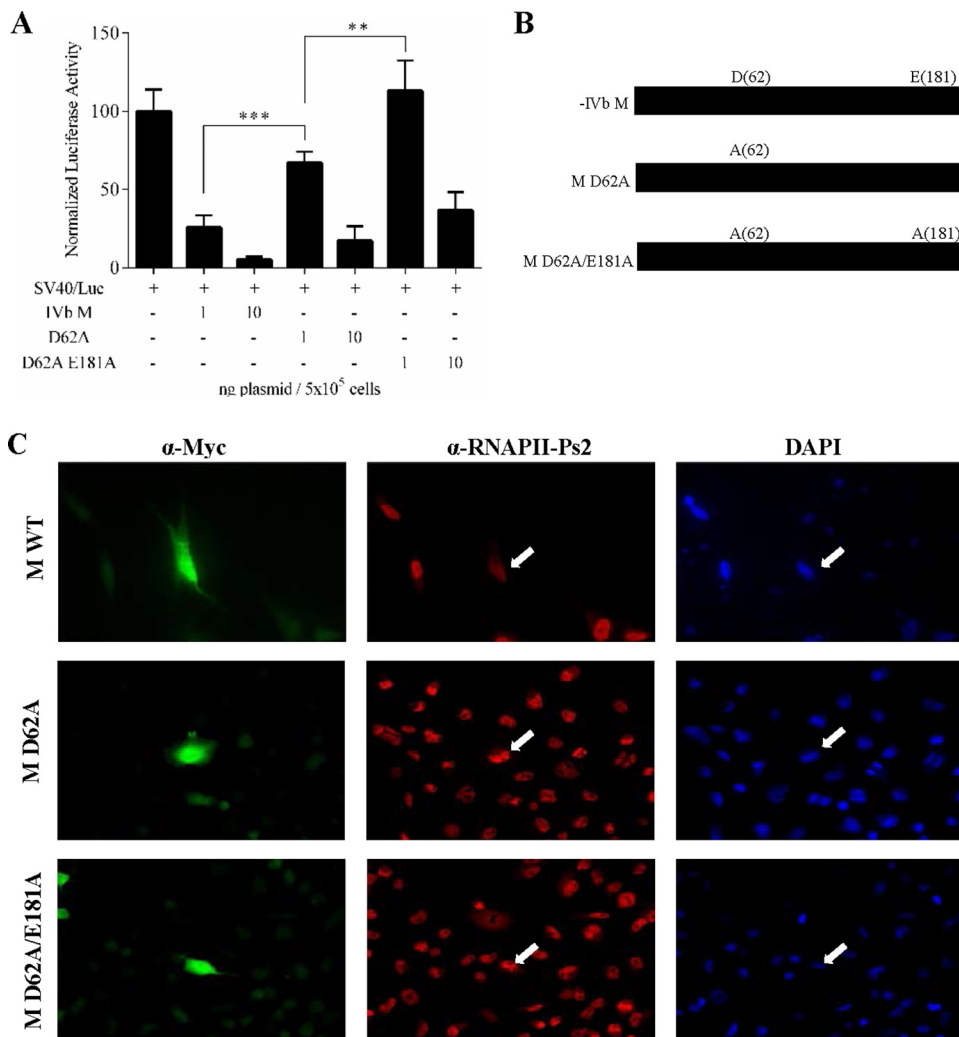 A
Normalized Luciferase Activity
150
100
50
0
***
**
SV40/Luc + + + + + + +
IVb M - 1 10 - - - -
D62A - - - 1 10 - -
D62A E181A - - - - - 1 10
ng plasmid / 5x10⁵ cells
B
D(62) E(181)
-IVb M
A(62)
M D62A
A(62) A(181)
M D62A/E181A
C
α-Myc α-RNAPII-Ps2 DAPI
M WT
M D62A
M D62A/E181A